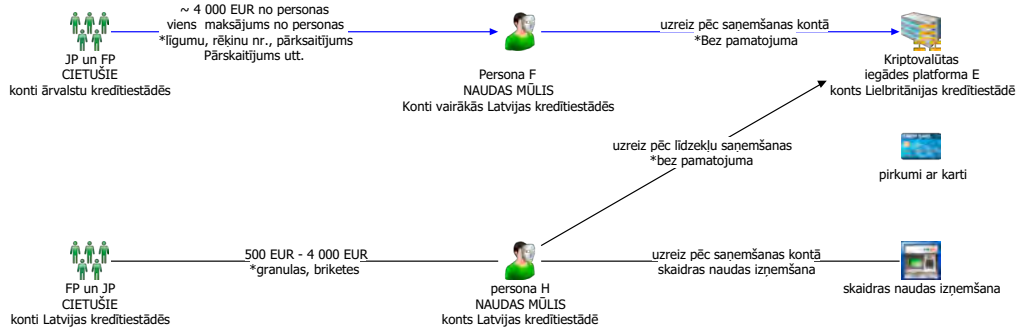 ~ 4 000 EUR no personas
viens  maksājums no personas
*līgumu, rēķinu nr., pārksaitījums
Pārskaitījums utt.
uzreiz pēc saņemšanas kontā
*Bez pamatojuma
JP un FP
CIETUŠIE
konti ārvalstu kredītiestādēs
Persona F
NAUDAS MŪLIS
Konti vairākās Latvijas kredītiestādēs
Kriptovalūtas
iegādes platforma E
konts Lielbritānijas kredītiestādē
uzreiz pēc līdzekļu saņemšanas
*bez pamatojuma
pirkumi ar karti
500 EUR - 4 000 EUR
*granulas, briketes
uzreiz pēc saņemšanas kontā
skaidras naudas izņemšana
FP un JP
CIETUŠIE
konti Latvijas kredītiestādēs
persona H
NAUDAS MŪLIS
konts Latvijas kredītiestādē
skaidras naudas izņemšana